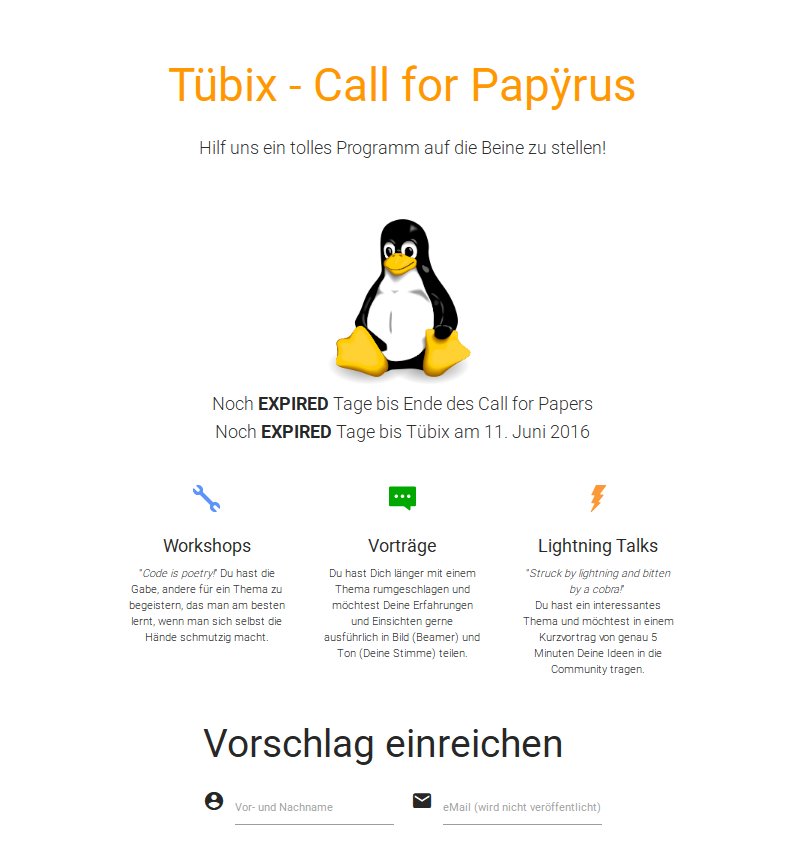 Tübix - Call for Papÿrus
Hilf uns ein tolles Programm auf die Beine zu stellen!
Noch EXPIRED Tage bis Ende des Call for Papers
Noch EXPIRED Tage bis Tübix am 11. Juni 2016
Workshops
"Code is poetry!" Du hast die
Gabe, andere für ein Thema zu
begeistern, das man am besten
lernt, wenn man sich selbst die
Hände schmutzig macht.
Vorträge
Du hast Dich länger mit einem
Thema rumgeschlagen und
möchtest Deine Erfahrungen
und Einsichten gerne
ausführlich in Bild (Beamer) und
Ton (Deine Stimme) teilen.
Lightning Talks
"Struck by lightning and bitten
by a cobra!"
Du hast ein interessantes
Thema und möchtest in einem
Kurzvortrag von genau 5
Minuten Deine Ideen in die
Community tragen.
Vorschlag einreichen
Vor- und Nachname
eMail (wird nicht veröffentlicht)